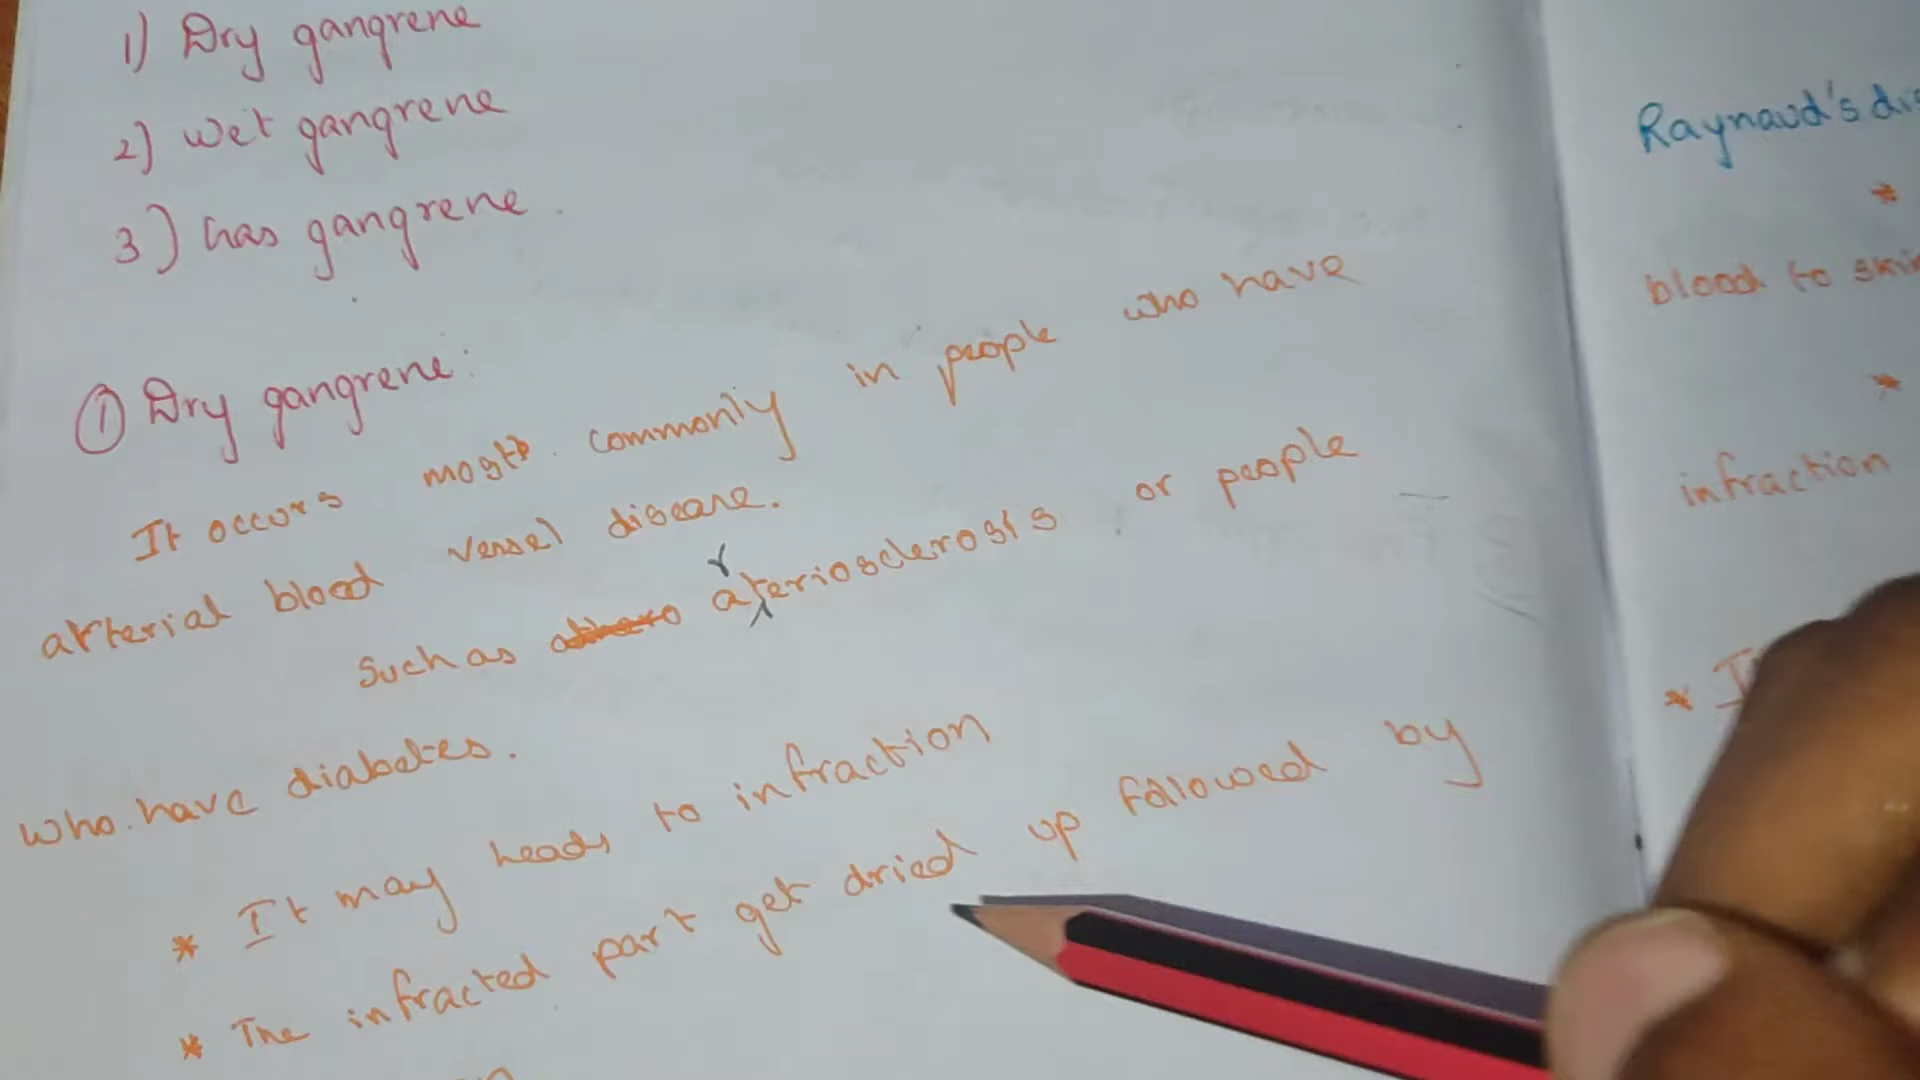 1) Dry gangrene
2) Wet gangrene
3) Gas gangrene.
① Dry gangrene:
It occurs most commonly in people who have
arterial blood vessel disease.
Such as arteriosclerosis or people
who have diabetes.
* It may leads to infraction
* The infracted part get dried up followed by
Raynaud's
*
blood to
*
infraction
*